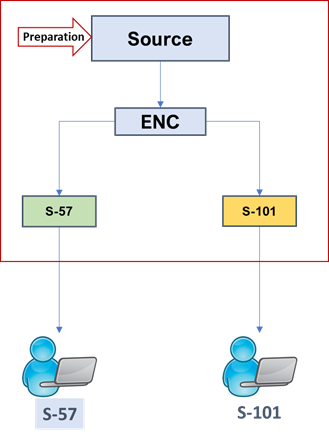 Preparation
Source
ENC
S-57
S-101
S-57
S-101